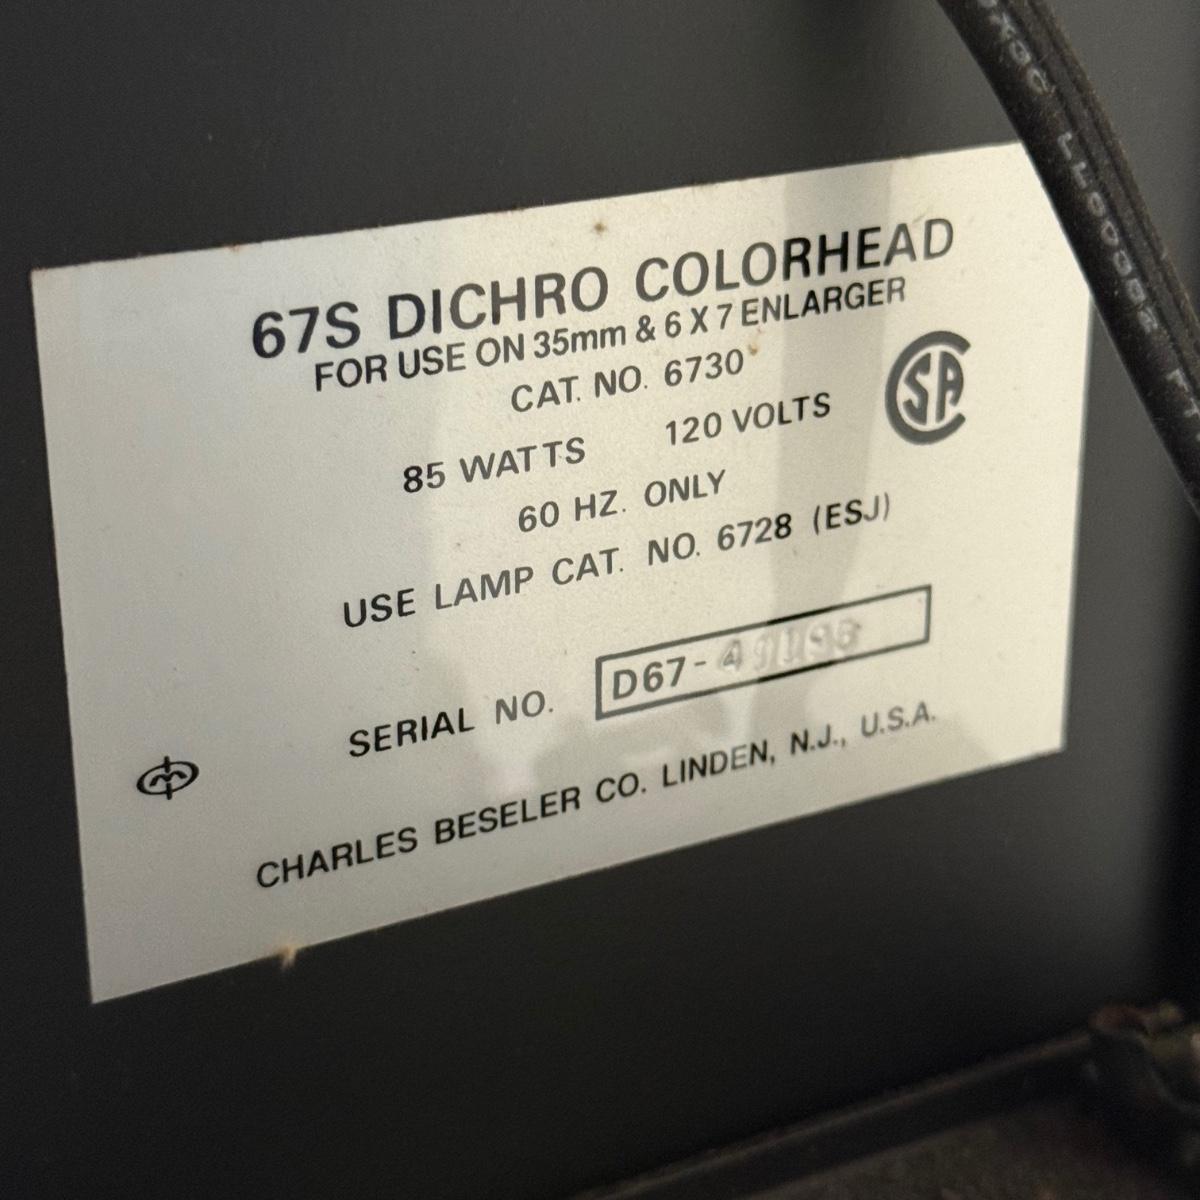 67S DICHRO COLORHEAD
FOR USE ON 35mm & 6 X 7 ENLARGER
CAT. NO. 6730
85 WATTS 120 VOLTS
60 HZ. ONLY
USE LAMP CAT. NO. 6728 (ESJ)
SERIAL NO. D67-
CHARLES BESELER CO. LINDEN, N.J., U.S.A.